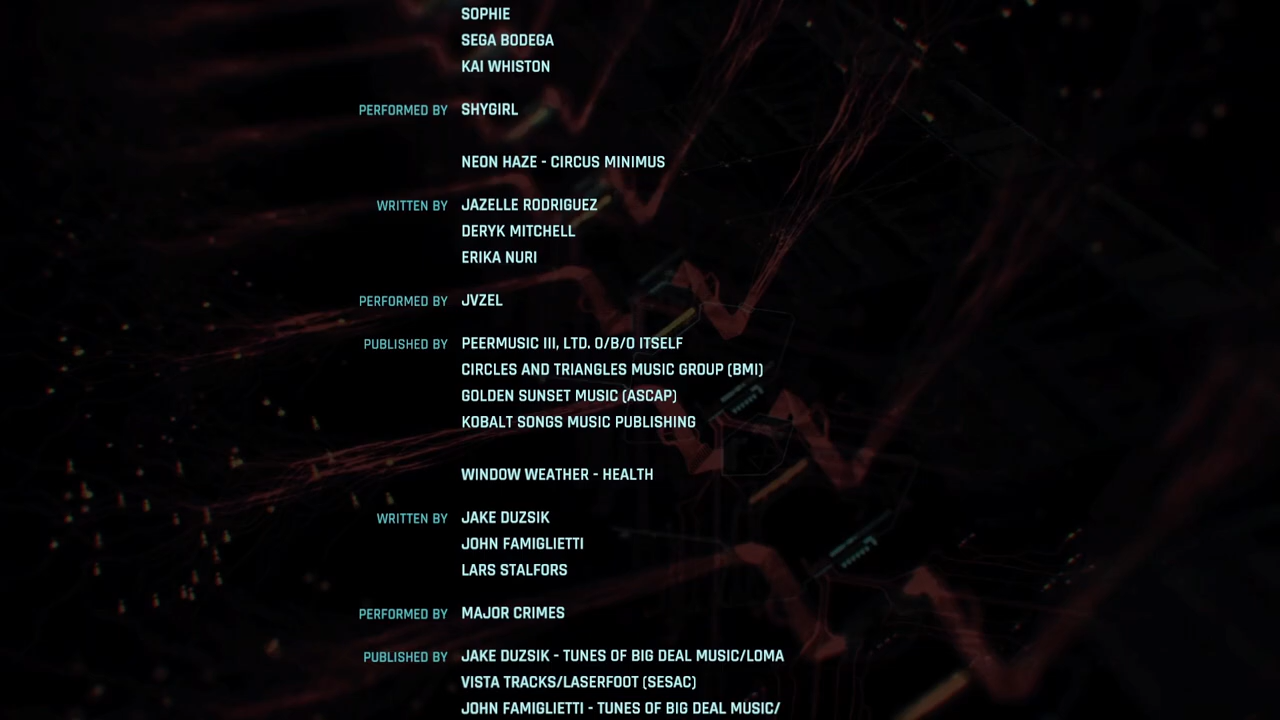 SOPHIE
SEGA BODEGA
KAI WHISTON
PERFORMED BY SHYGIRL
NEON HAZE - CIRCUS MINIMUS
WRITTEN BY JAZELLE RODRIGUEZ
DERYK MITCHELL
ERIKA NURI
PERFORMED BY JVZEL
PUBLISHED BY PEERMUSIC III, LTD. O/B/O ITSELF
CIRCLES AND TRIANGLES MUSIC GROUP (BMI)
GOLDEN SUNSET MUSIC (ASCAP)
KOBALT SONGS MUSIC PUBLISHING
WINDOW WEATHER - HEALTH
WRITTEN BY JAKE DUZSIK
JOHN FAMIGLIETTI
LARS STALFORS
PERFORMED BY MAJOR CRIMES
PUBLISHED BY JAKE DUZSIK - TUNES OF BIG DEAL MUSIC/LOMA
VISTA TRACKS/LASERFOOT (SESAC)
JOHN FAMIGLIETTI - TUNES OF BIG DEAL MUSIC/